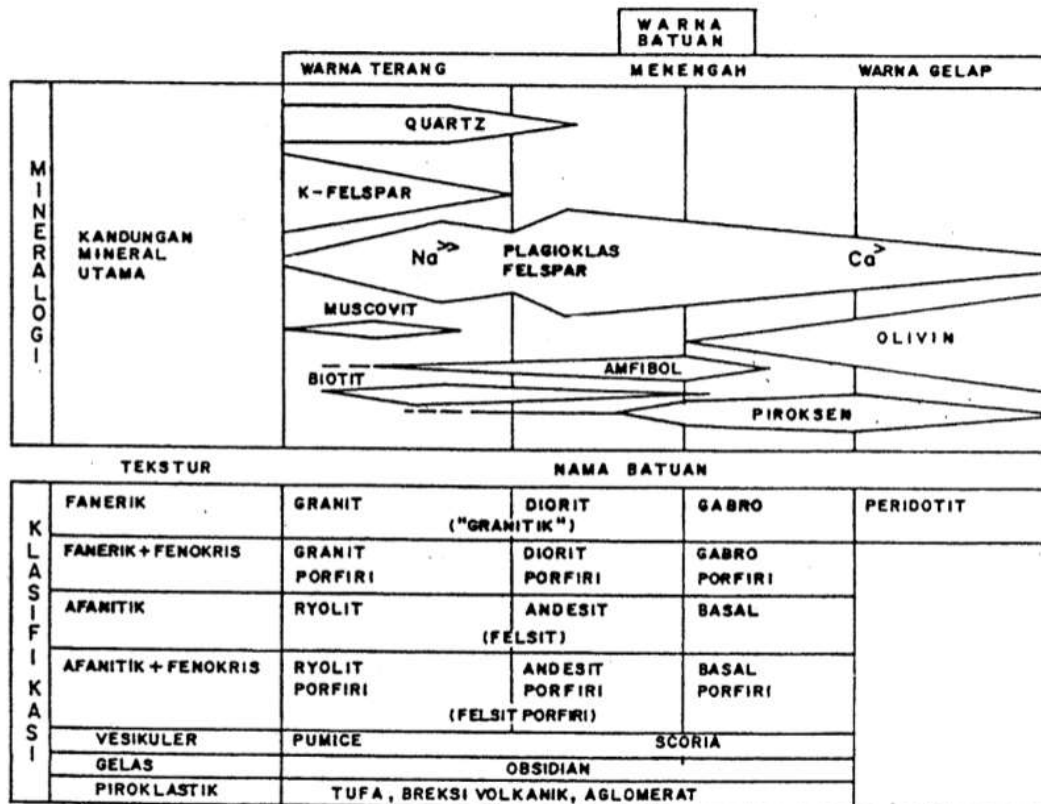 WARNA
BATUAN
WARNA TERANG MENENGAH WARNA GELAP
MINERALOGI
KANDUNGAN
MINERAL
UTAMA
QUARTZ
K-FELSPAR
Na>> PLAGIOKLAS
FELSPAR
Ca>
MUSCOVIT
OLIVIN
AMFIBOL
BIOTIT
PIROKSEN
TEKSTUR NAMA BATUAN
KLASIFIKASI
FANERIK GRANIT DIORIT GABRO PERIDOTIT
("GRANITIK")
FANERIK+FENOKRIS GRANIT DIORIT GABRO
PORFIRI PORFIRI PORFIRI
AFANITIK RYOLIT ANDESIT BASAL
(FELSIT)
AFANITIK+FENOKRIS RYOLIT ANDESIT BASAL
PORFIRI PORFIRI PORFIRI
(FELSIT PORFIRI)
VESIKULER PUMICE SCORIA
GELAS OBSIDIAN
PIROKLASTIK TUFA, BREKSI VOLKANIK, AGLOMERAT